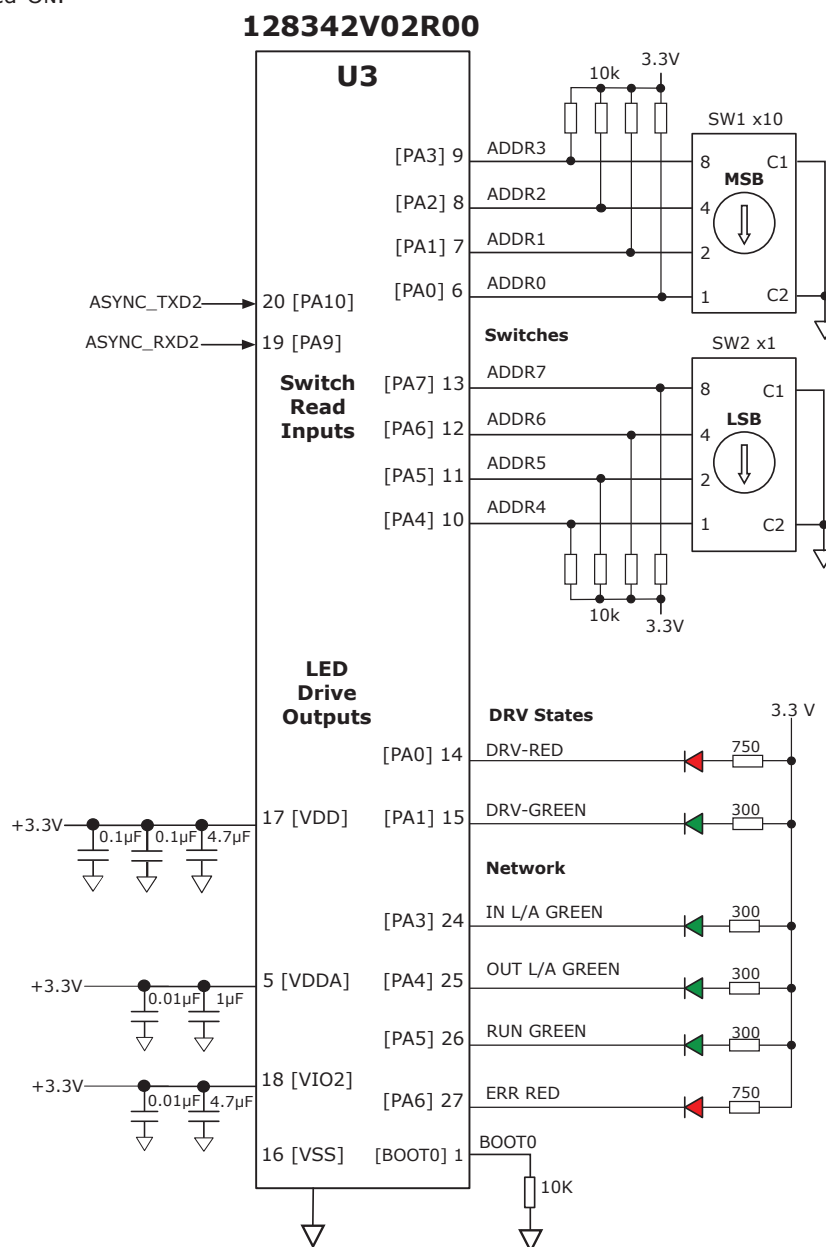 128342V02R00
U3
3.3V
10k
SW1 x10
[PA3] 9 ADDR3 8 C1
MSB
[PA2] 8 ADDR2 4
[PA1] 7 ADDR1 2
[PA0] 6 ADDR0 1 C2
ASYNC_TXD2 20 [PA10]
ASYNC_RXD2 19 [PA9]
Switches
SW2 x1
Switch
Read
Inputs
[PA7] 13 ADDR7 8 C1
LSB
[PA6] 12 ADDR6 4
[PA5] 11 ADDR5 2
[PA4] 10 ADDR4 1 C2
10k
3.3V
LED
Drive
Outputs
DRV States
3.3 V
[PA0] 14 DRV-RED 750
+3.3V 0.1µF 0.1µF 4.7µF 17 [VDD] [PA1] 15 DRV-GREEN 300
Network
[PA3] 24 IN L/A GREEN 300
+3.3V 0.01µF 1µF 5 [VDDA] [PA4] 25 OUT L/A GREEN 300
[PA5] 26 RUN GREEN 300
+3.3V 0.01µF 4.7µF 18 [VIO2] [PA6] 27 ERR RED 750
16 [VSS] [BOOT0] 1 BOOT0
10K